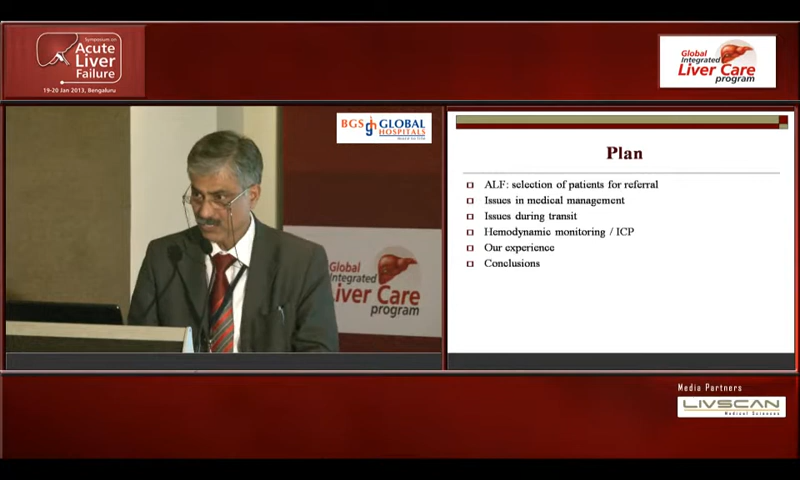 Symposium on
Acute
Liver
Failure
19-20 Jan 2013, Bengaluru
Global
Integrated
Liver Care
program
BGS GLOBAL
HOSPITALS
Global
Integrated
Liver Care
program
Plan
ALF: selection of patients for referral
Issues in medical management
Issues during transit
Hemodynamic monitoring / ICP
Our experience
Conclusions
Media Partners
LIVSCAN
Medical Sciences